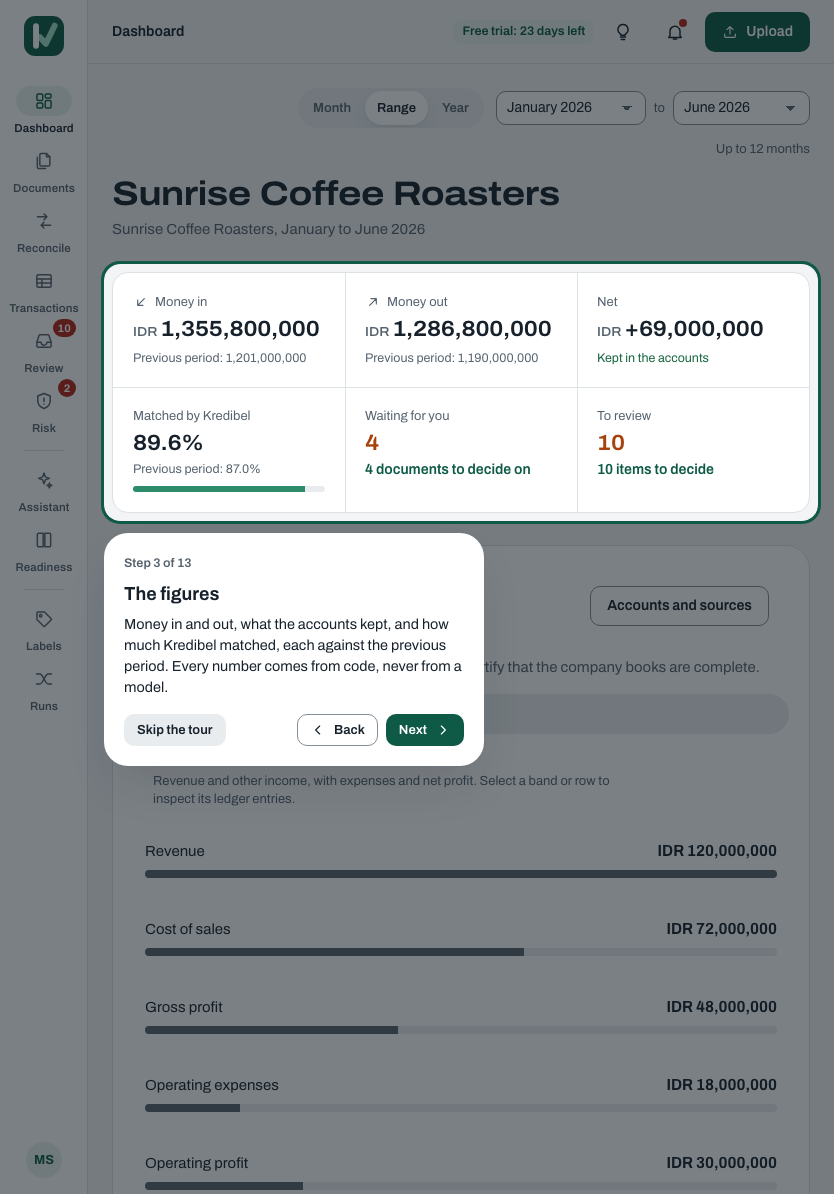 Dashboard
Free trial: 23 days left
Upload
Dashboard
Documents
Reconcile
Transactions
10
Review
2
Risk
Assistant
Readiness
Labels
Runs
MS
Month
Range
Year
January 2026
to
June 2026
Up to 12 months
Sunrise Coffee Roasters
Sunrise Coffee Roasters, January to June 2026
Money in
IDR 1,355,800,000
Previous period: 1,201,000,000
Money out
IDR 1,286,800,000
Previous period: 1,190,000,000
Net
IDR +69,000,000
Kept in the accounts
Matched by Kredibel
89.6%
Previous period: 87.0%
Waiting for you
4
4 documents to decide on
To review
10
10 items to decide
Step 3 of 13
The figures
Money in and out, what the accounts kept, and how
much Kredibel matched, each against the previous
period. Every number comes from code, never from a
model.
Skip the tour
Back
Next
Accounts and sources
that the company books are complete.
Revenue and other income, with expenses and net profit. Select a band or row to
inspect its ledger entries.
Revenue
IDR 120,000,000
Cost of sales
IDR 72,000,000
Gross profit
IDR 48,000,000
Operating expenses
IDR 18,000,000
Operating profit
IDR 30,000,000